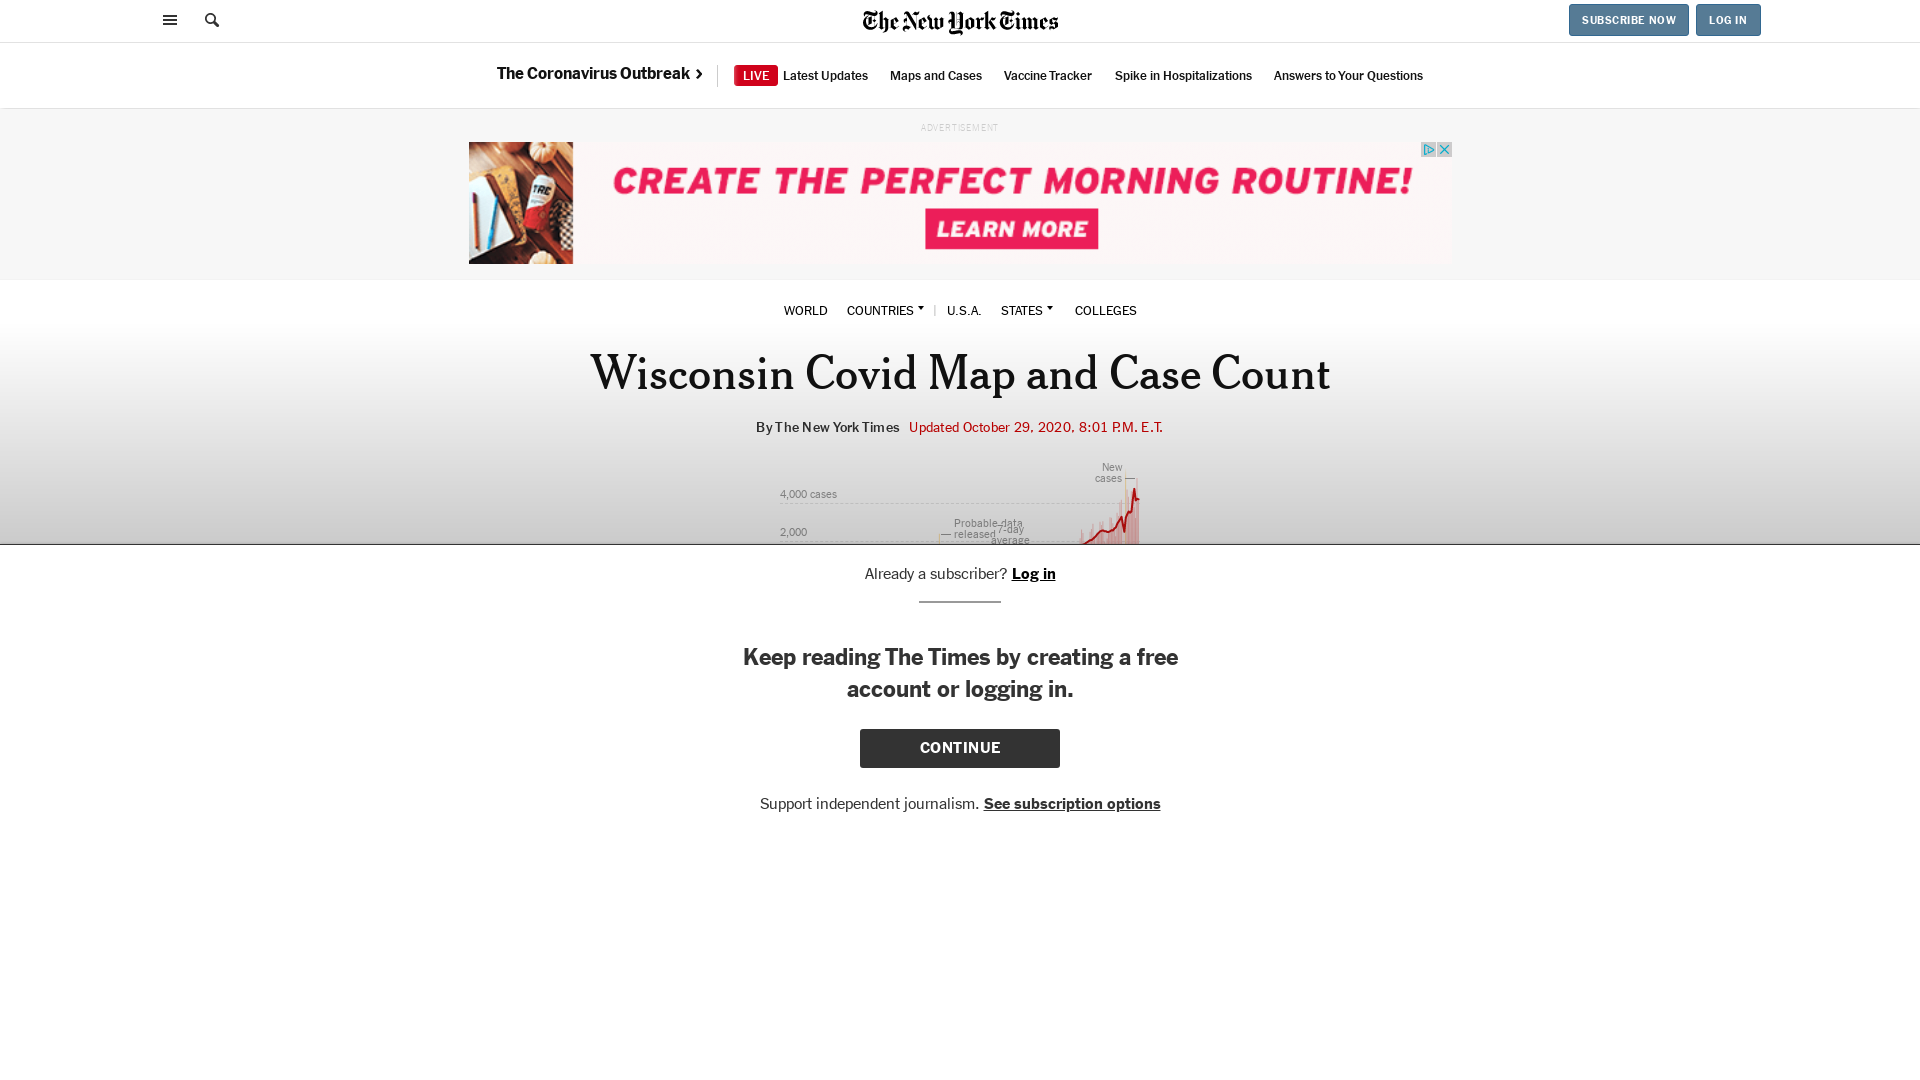 The New York Times
SUBSCRIBE NOW
LOG IN
The Coronavirus Outbreak
LIVE Latest Updates
Maps and Cases
Vaccine Tracker
Spike in Hospitalizations
Answers to Your Questions
ADVERTISEMENT
CREATE THE PERFECT MORNING ROUTINE!
LEARN MORE
WORLD
COUNTRIES
U.S.A.
STATES
COLLEGES
Wisconsin Covid Map and Case Count
By The New York Times Updated October 29, 2020, 8:01 P.M. E.T.
New
cases
4,000 cases
Probable data
released
7-day
average
2,000
Already a subscriber? Log in
Keep reading The Times by creating a free
account or logging in.
CONTINUE
Support independent journalism. See subscription options